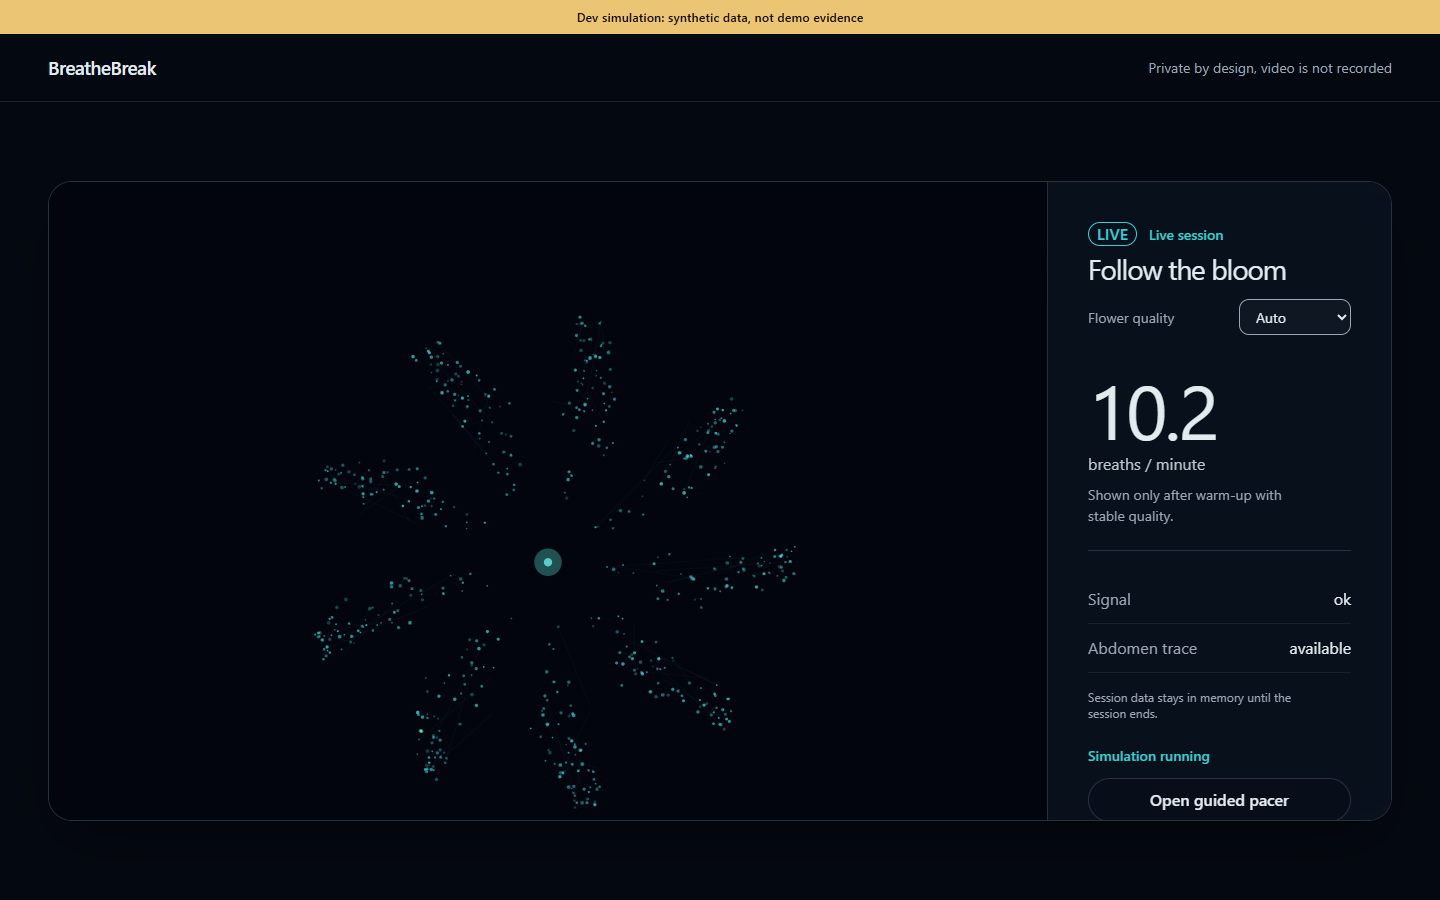 Dev simulation: synthetic data, not demo evidence
BreatheBreak
Private by design, video is not recorded
LIVE Live session
Follow the bloom
Flower quality Auto
10.2
breaths / minute
Shown only after warm-up with
stable quality.
Signal ok
Abdomen trace available
Session data stays in memory until the
session ends.
Simulation running
Open guided pacer